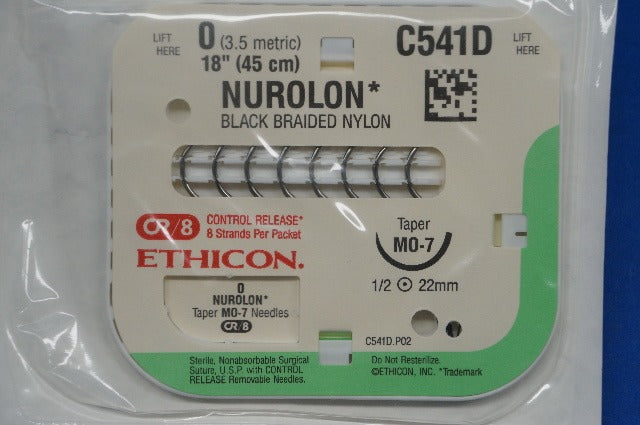 LIFT HERE
0 (3.5 metric)
18" (45 cm)
C541D
LIFT HERE
NUROLON*
BLACK BRAIDED NYLON
CR/8
CONTROL RELEASE*
8 Strands Per Packet
ETHICON.
Taper
MO-7
1/2 22mm
0
NUROLON*
Taper MO-7 Needles
CR/8
C541D.P02
Sterile, Nonabsorbable Surgical
Suture, U.S.P. with CONTROL
RELEASE Removable Needles.
Do Not Resterilize.
©ETHICON, INC. *Trademark